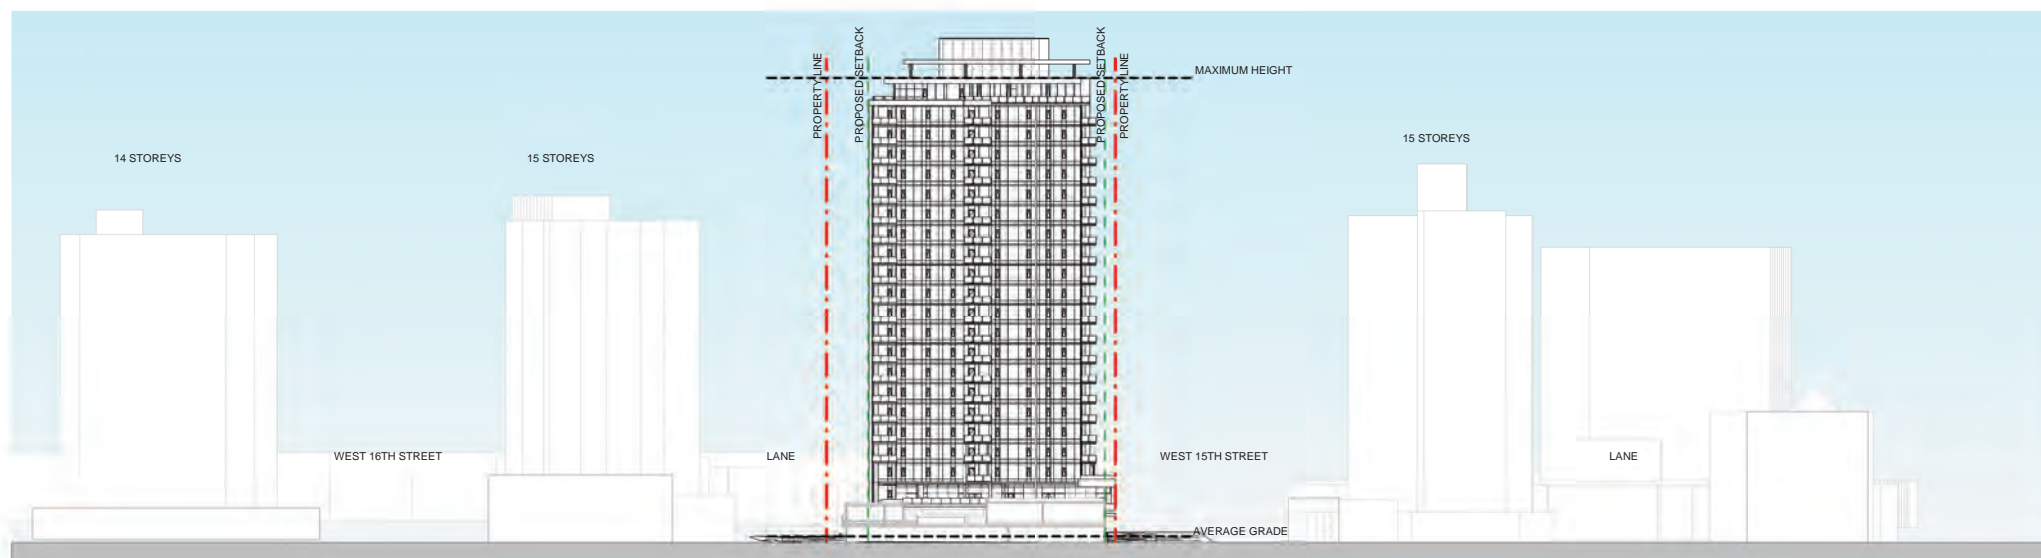 PROPERTY LINE
PROPOSED SETBACK
PROPOSED SETBACK
PROPERTY LINE
MAXIMUM HEIGHT
14 STOREYS
15 STOREYS
15 STOREYS
WEST 16TH STREET
LANE
WEST 15TH STREET
LANE
AVERAGE GRADE